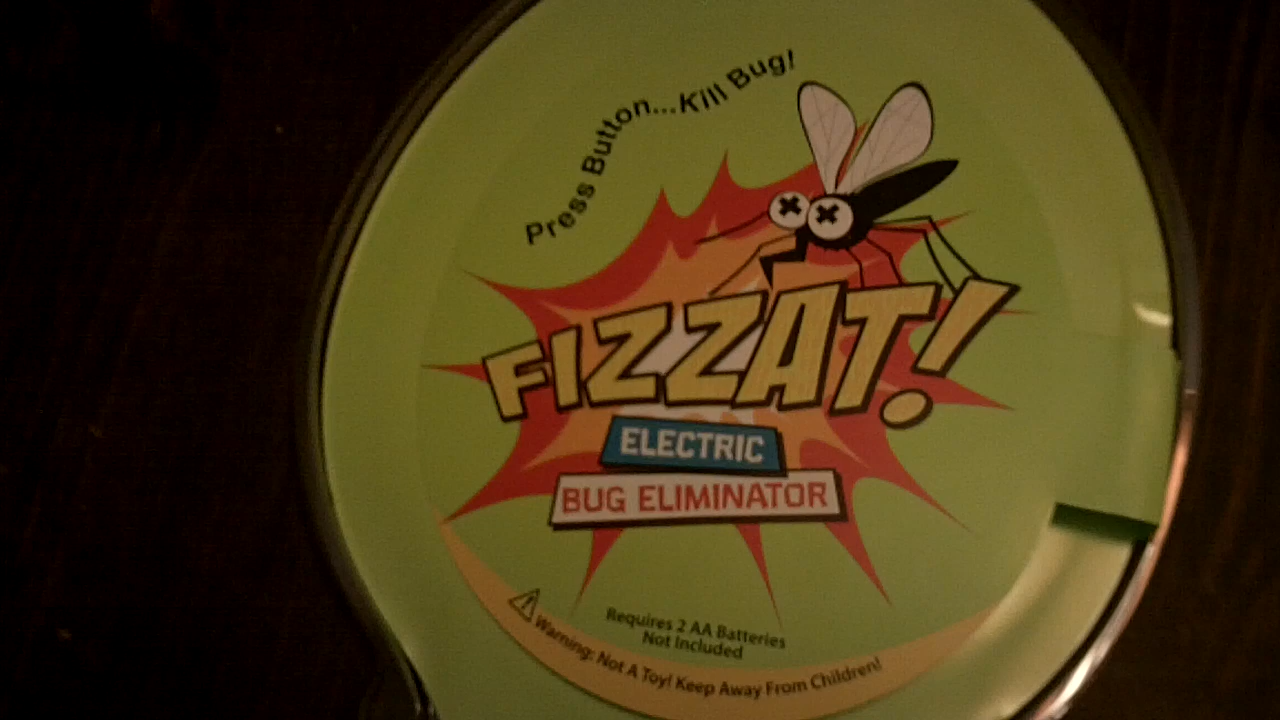 Press Button...Kill Bug!
FIZZAT!
ELECTRIC
BUG ELIMINATOR
Requires 2 AA Batteries
Not Included
Warning: Not A Toy! Keep Away From Children!